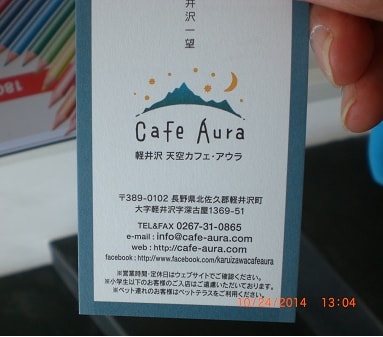 井沢一望
Cafe Aura
軽井沢 天空カフェ・アウラ
〒389-0102 長野県北佐久郡軽井沢町
大字軽井沢字深古屋1369-51
TEL&FAX 0267-31-0865
e-mail : info@cafe-aura.com
web : http://cafe-aura.com
facebook : http://www.facebook.com/karuizawacafeaura
※営業時間・定休日はウェブサイトでご確認ください。
※小学生以下のお客様のご入店はご遠慮いただいております。
※ペット連れのお客様はペットテラスをご利用ください。
10/24/2014 13:04
180